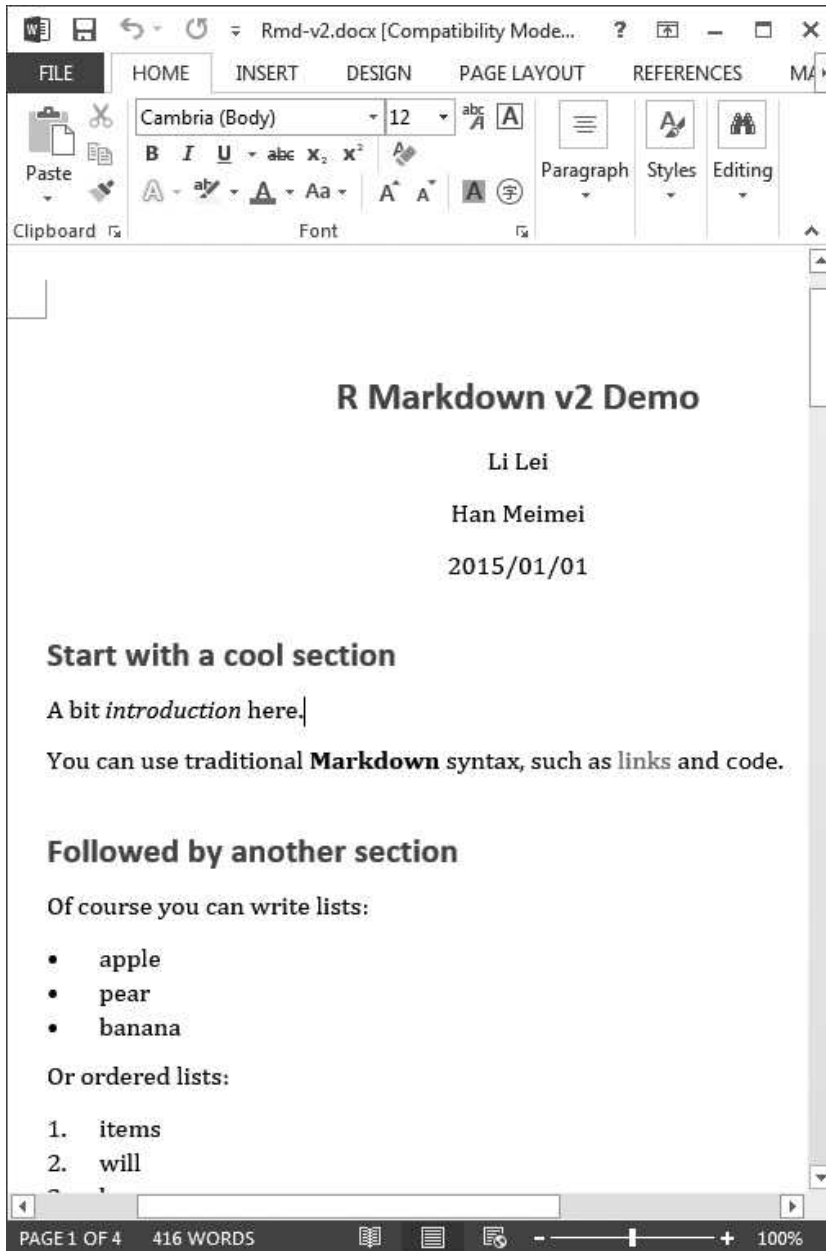 Rmd-v2.docx [Compatibility Mode...
FILE HOME INSERT DESIGN PAGE LAYOUT REFERENCES
Cambria (Body) 12
Paste
Paragraph Styles Editing
Clipboard Font
R Markdown v2 Demo
Li Lei
Han Meimei
2015/01/01
Start with a cool section
A bit introduction here.
You can use traditional Markdown syntax, such as links and code.
Followed by another section
Of course you can write lists:
• apple
• pear
• banana
Or ordered lists:
1. items
2. will
PAGE 1 OF 4 416 WORDS 100%